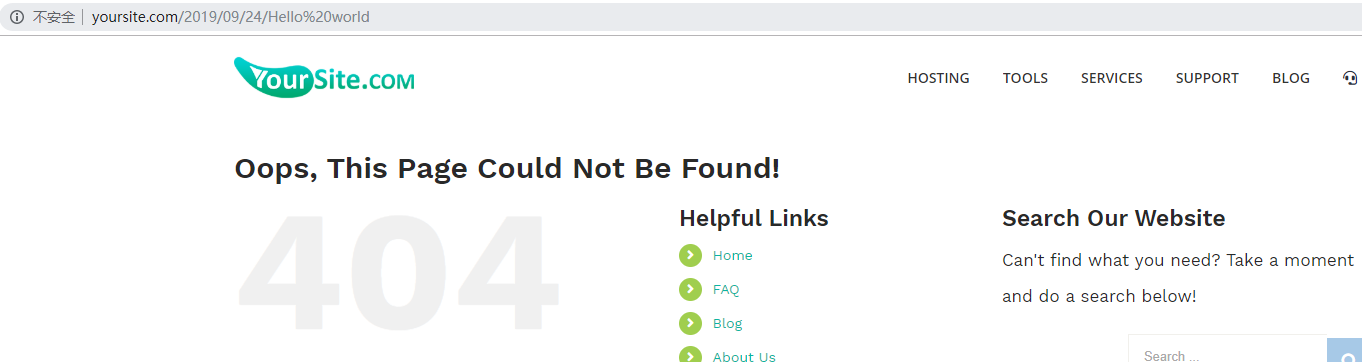 不安全 | yoursite.com/2019/09/24/Hello%20world
YourSite.COM
HOSTING TOOLS SERVICES SUPPORT BLOG
Oops, This Page Could Not Be Found!
404
Helpful Links
Home
FAQ
Blog
About Us
Search Our Website
Can't find what you need? Take a moment
and do a search below!
Search ...